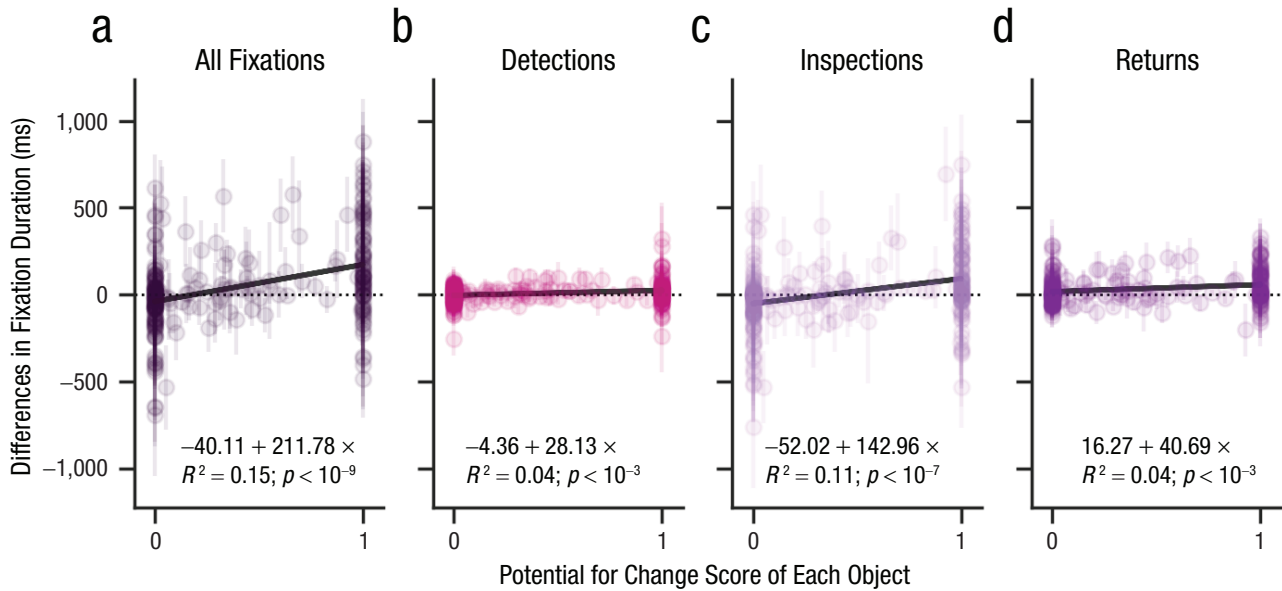 a
All Fixations
b
Detections
c
Inspections
d
Returns
Differences in Fixation Duration (ms)
1,000
500
0
−500
−1,000
−40.11 + 211.78 ×
R² = 0.15; p < 10⁻⁹
−4.36 + 28.13 ×
R² = 0.04; p < 10⁻³
−52.02 + 142.96 ×
R² = 0.11; p < 10⁻⁷
16.27 + 40.69 ×
R² = 0.04; p < 10⁻³
0 1
0 1
0 1
0 1
Potential for Change Score of Each Object